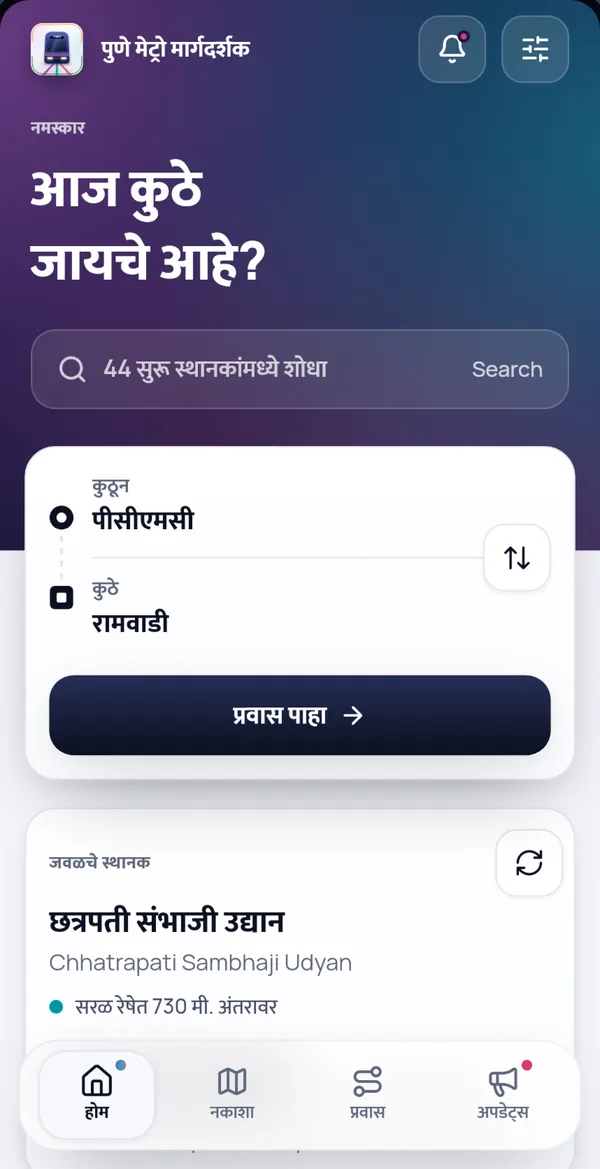 पुणे मेट्रो मार्गदर्शक
नमस्कार
आज कुठे
जायचे आहे?
44 सुरू स्थानकांमध्ये शोधा
Search
कुठून
पीसीएमसी
कुठे
रामवाडी
प्रवास पाहा
जवळचे स्थानक
छत्रपती संभाजी उद्यान
Chhatrapati Sambhaji Udyan
सरळ रेषेत 730 मी. अंतरावर
होम
नकाशा
प्रवास
अपडेट्स